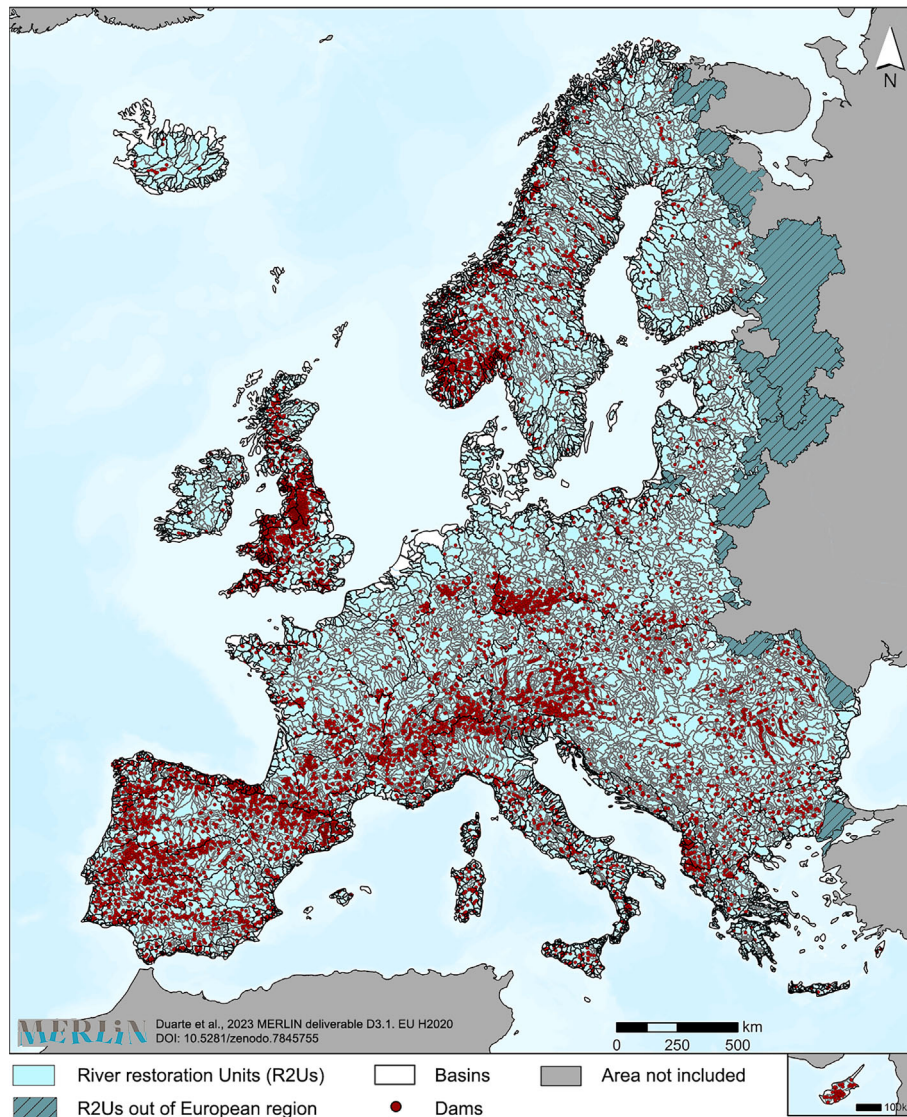 N
MERLIN
Duarte et al., 2023 MERLIN deliverable D3.1. EU H2020
DOI: 10.5281/zenodo.7845755
km
0 250 500
River restoration Units (R2Us)
Basins
Area not included
R2Us out of European region
Dams
100k